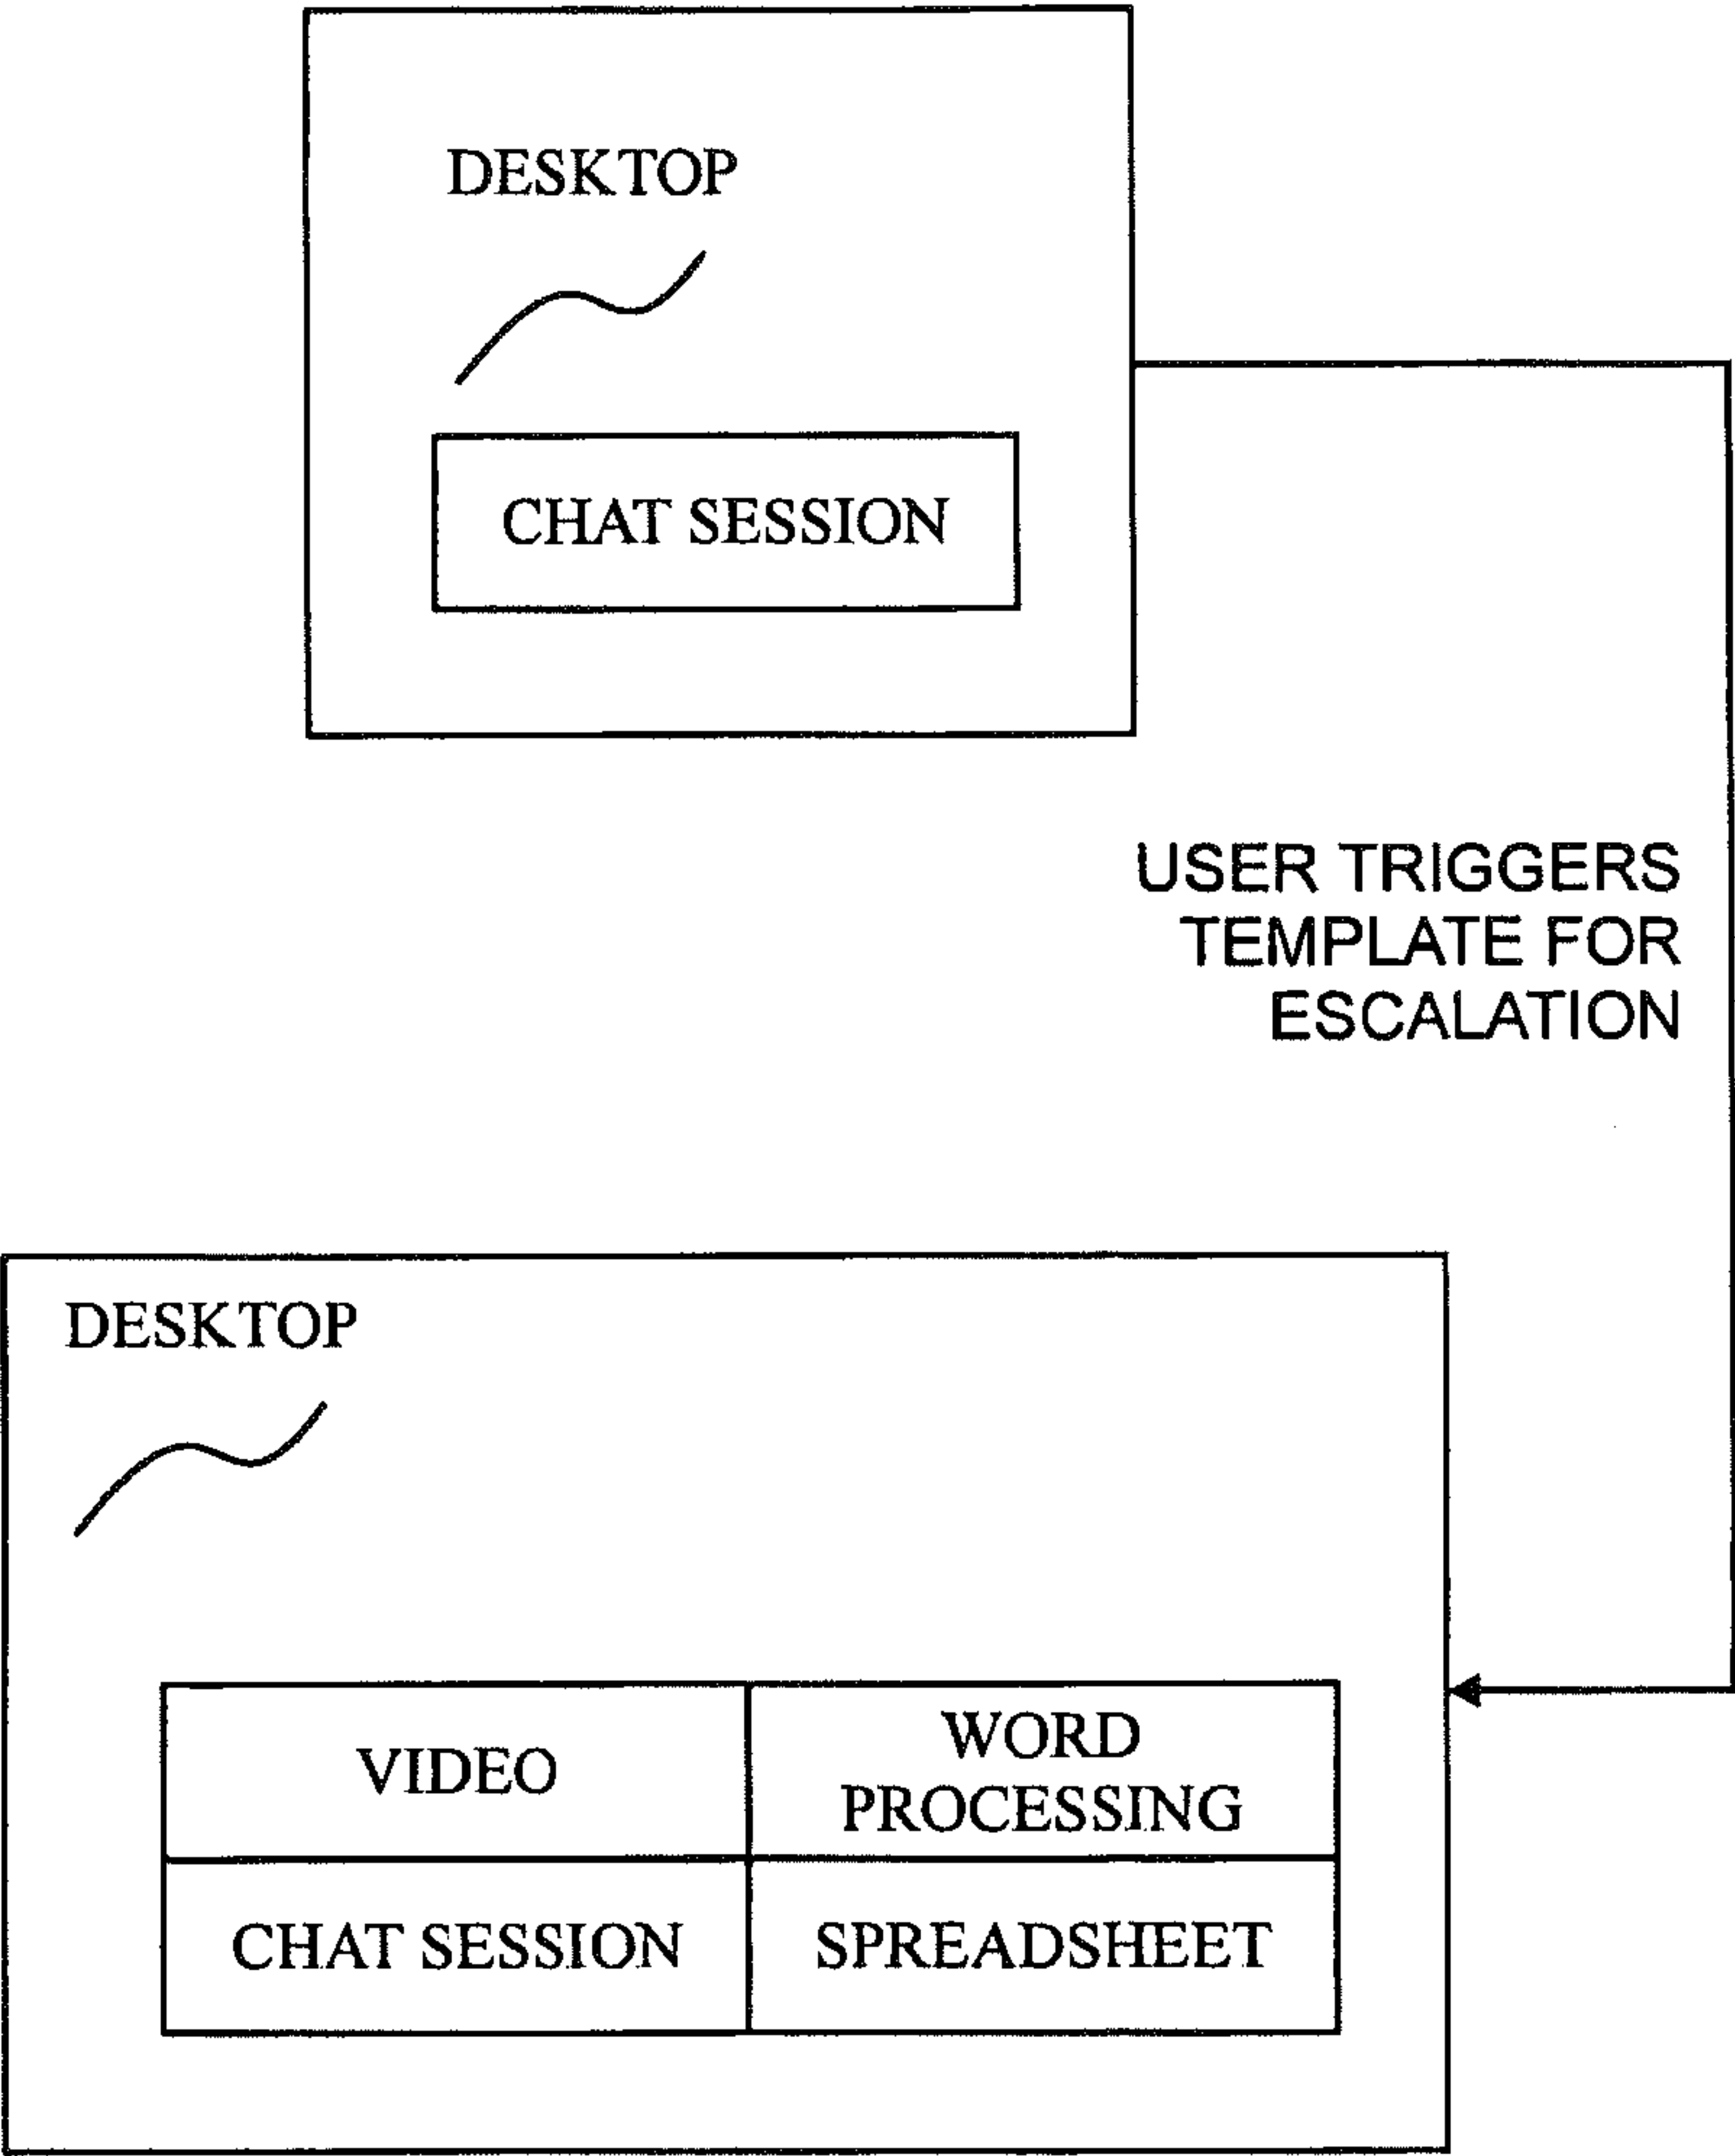 DESKTOP
CHAT SESSION
USER TRIGGERS
TEMPLATE FOR
ESCALATION
DESKTOP
VIDEO
WORD
PROCESSING
CHAT SESSION
SPREADSHEET